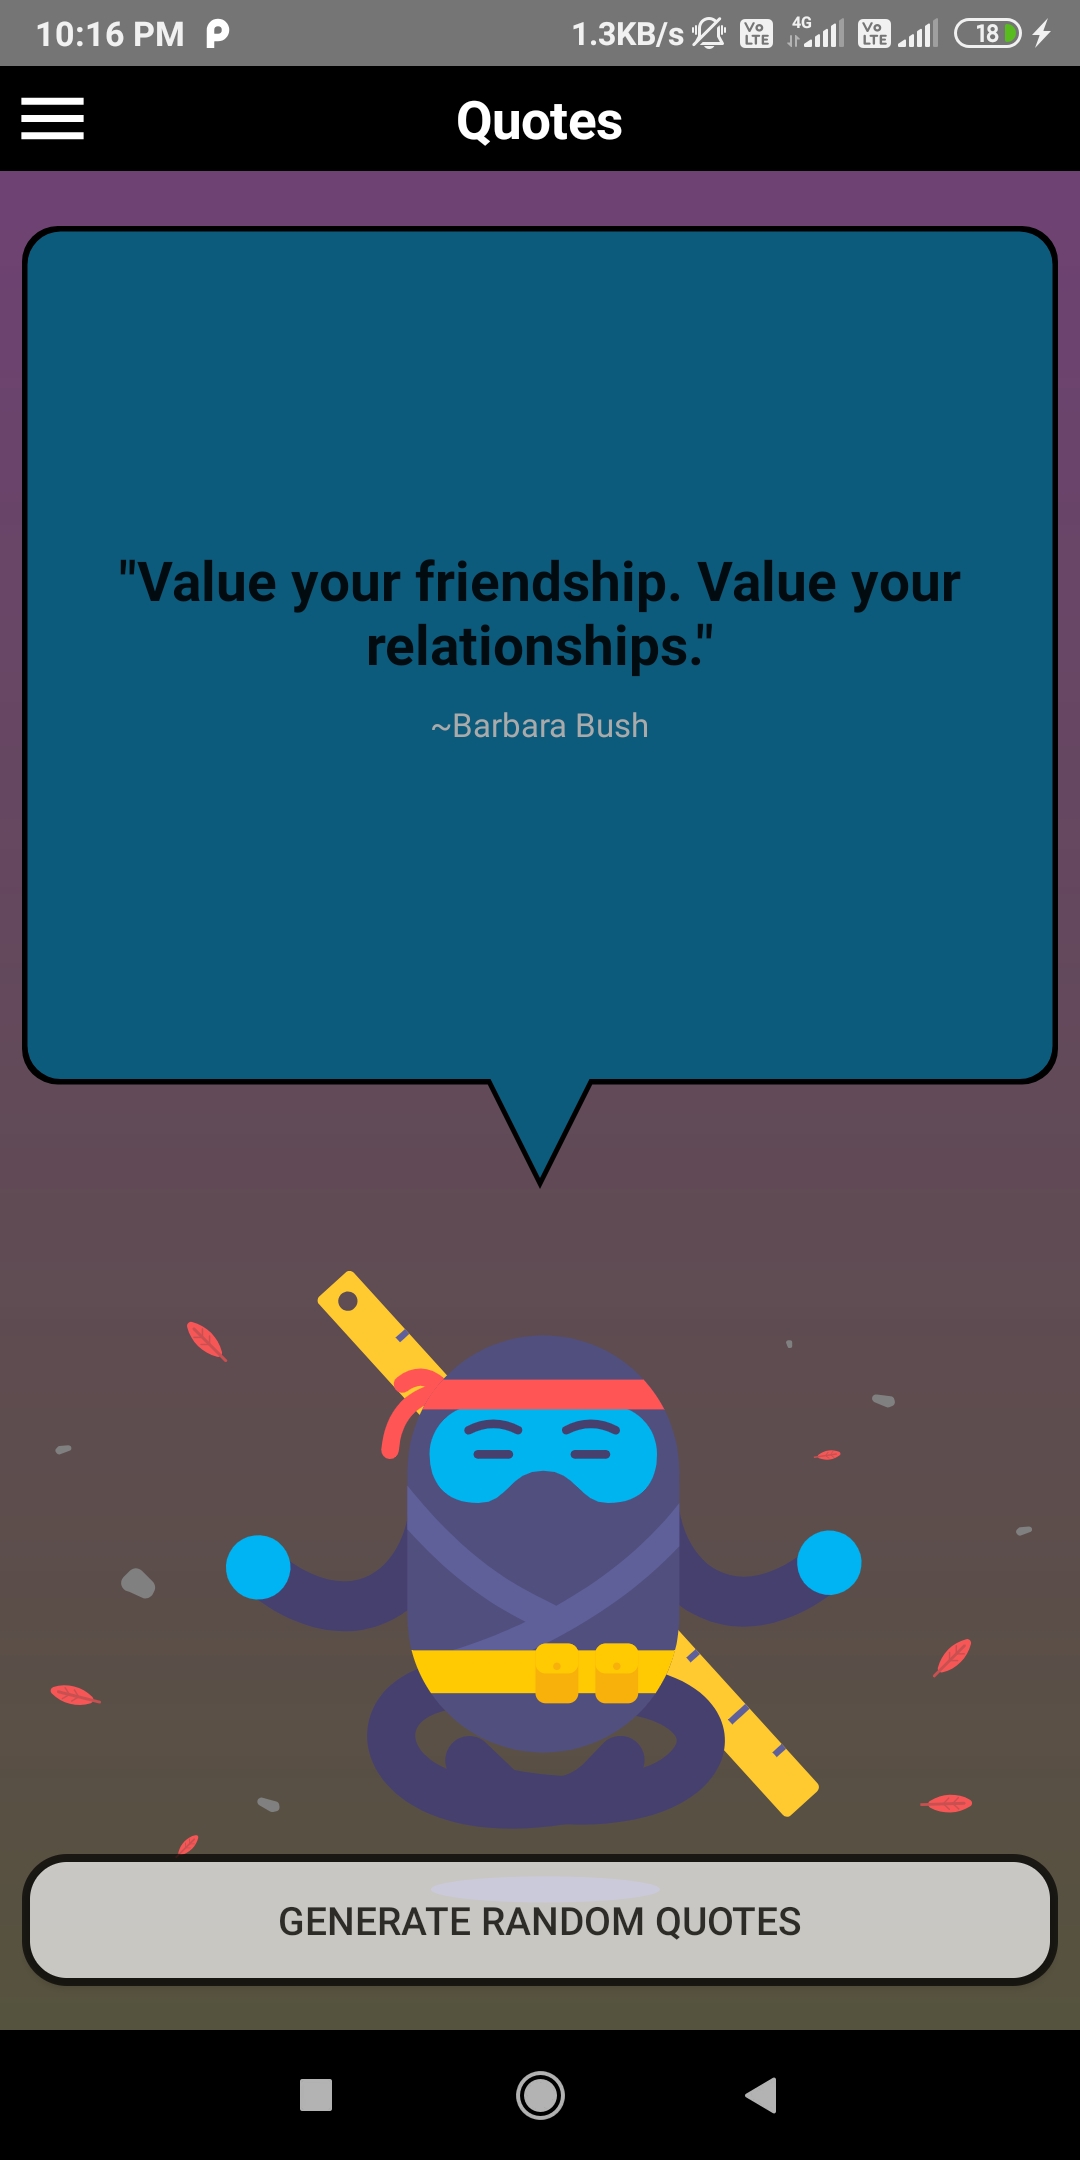 10:16 PM
1.3KB/s
Vo
LTE
4G
Vo
LTE
18
Quotes
"Value your friendship. Value your
relationships."
~Barbara Bush
GENERATE RANDOM QUOTES